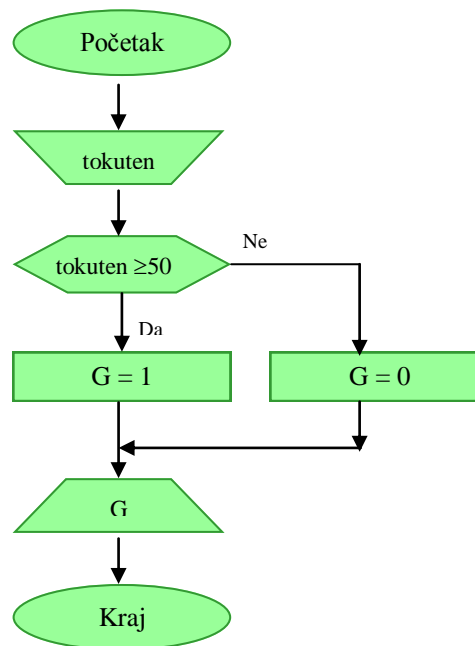 Početak
tokuten
tokuten ≥50
Ne
Da
G = 1
G = 0
G
Kraj